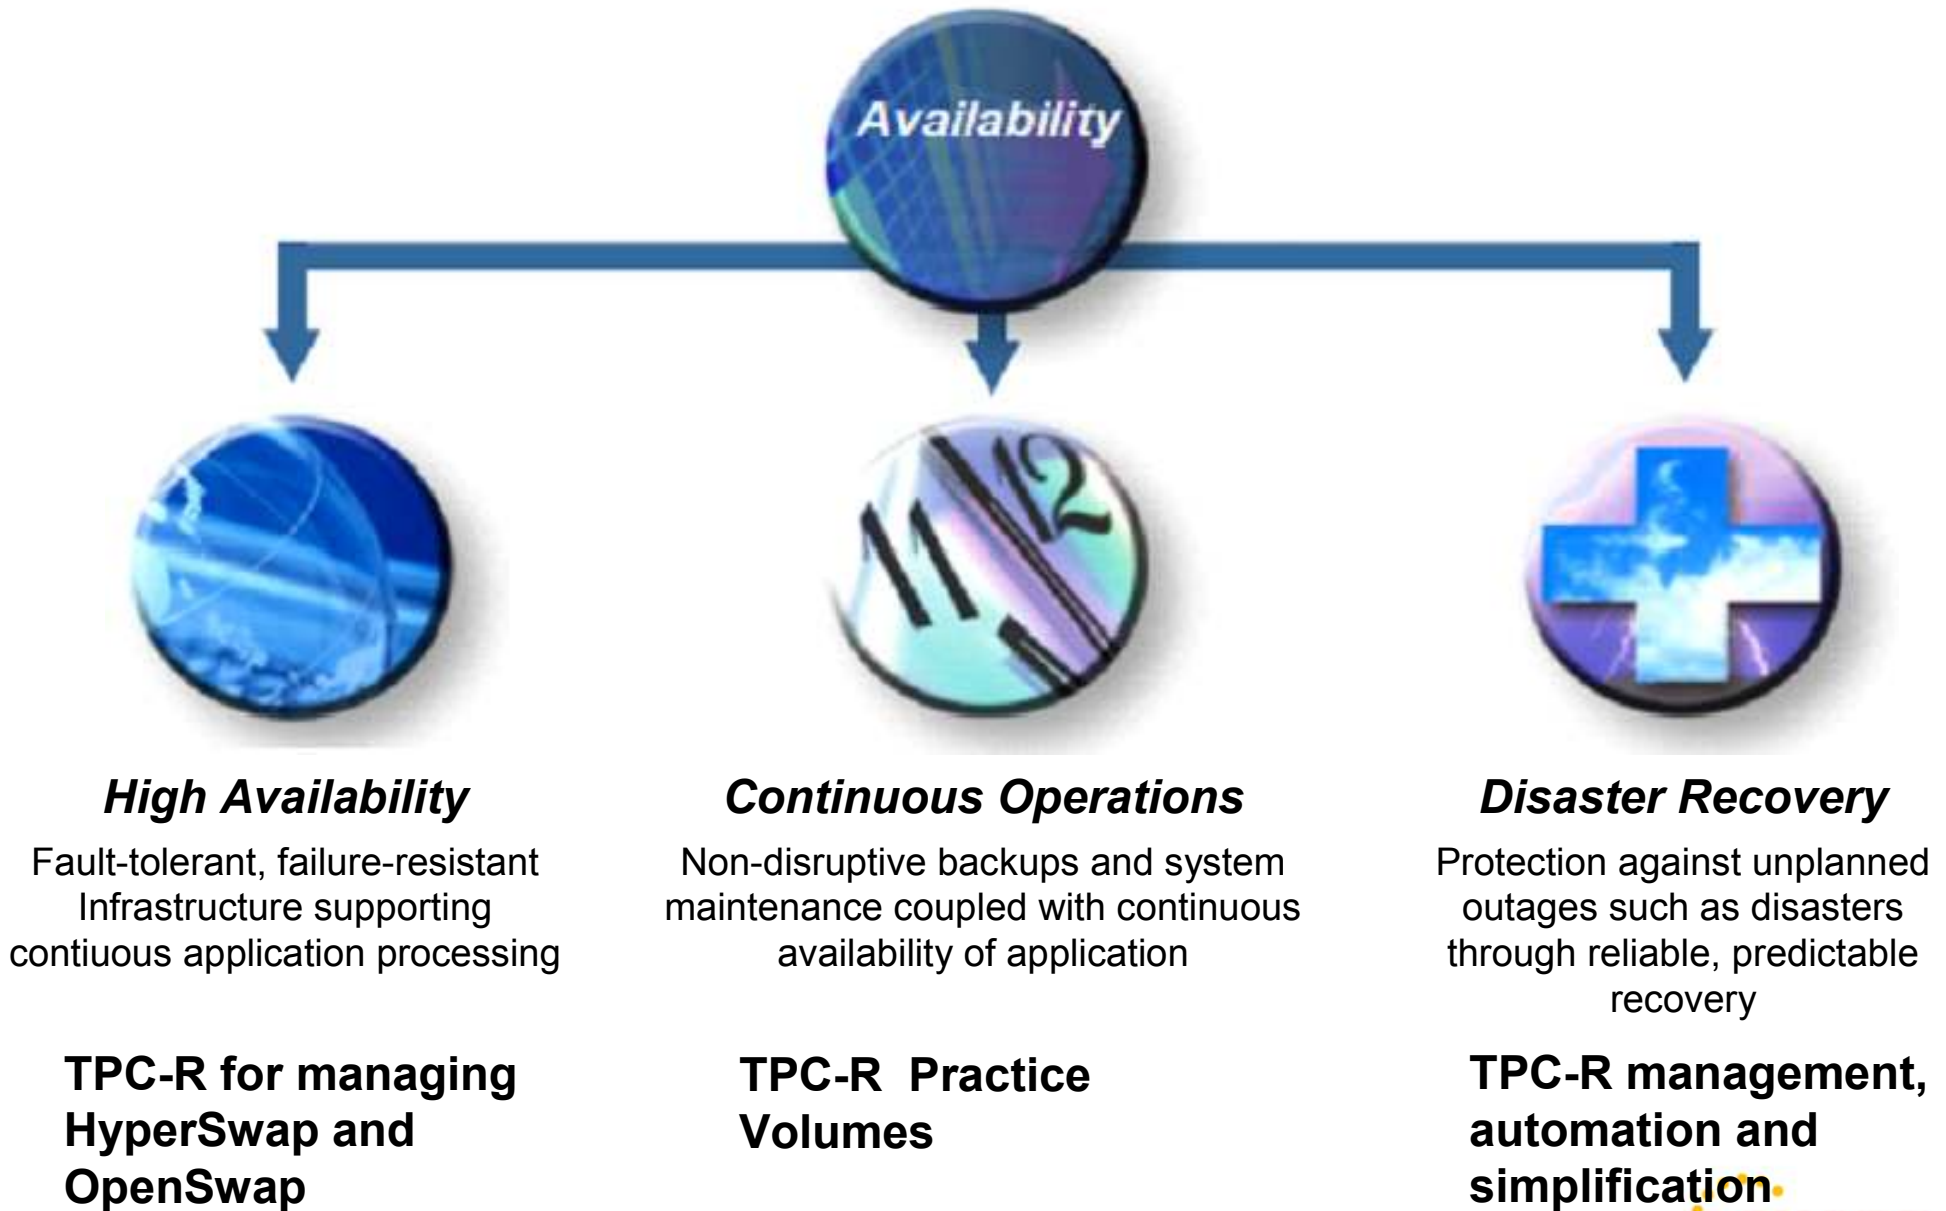 Availability
11
12
High Availability
Fault-tolerant, failure-resistant
Infrastructure supporting
contiuous application processing
TPC-R for managing
HyperSwap and
OpenSwap
Continuous Operations
Non-disruptive backups and system
maintenance coupled with continuous
availability of application
TPC-R Practice
Volumes
Disaster Recovery
Protection against unplanned
outages such as disasters
through reliable, predictable
recovery
TPC-R management,
automation and
simplification